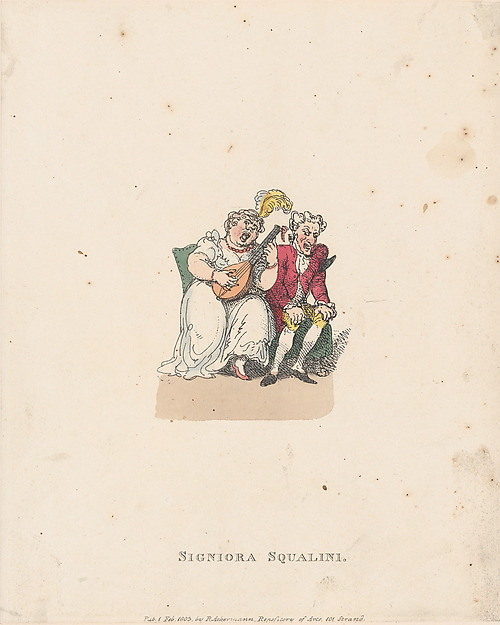 SIGNIORA SQUALINI.
Pub. 1 Feb. 1803, by R. Ackermann, Repository of Arts, 101 Strand.